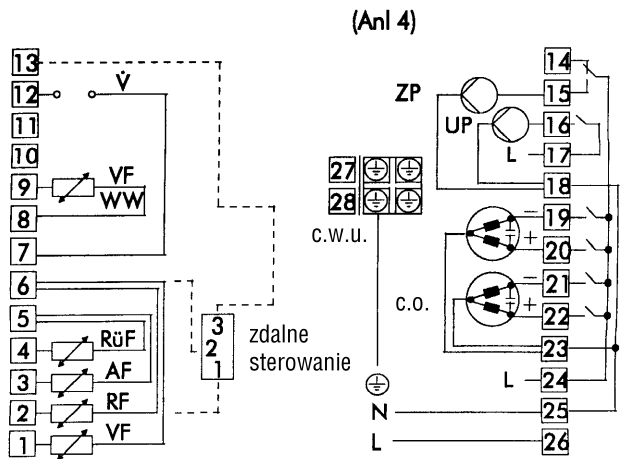 (Anl 4)
13
12
V̇
11
10
9
VF
WW
8
7
6
5
4
RüF
3
AF
2
RF
1
VF
3
2
1
zdalne
sterowanie
27
28
c.w.u.
c.o.
ZP
UP
L
14
15
16
17
18
19
− 
+
20
21
−
+
22
23
L
24
N
25
L
26